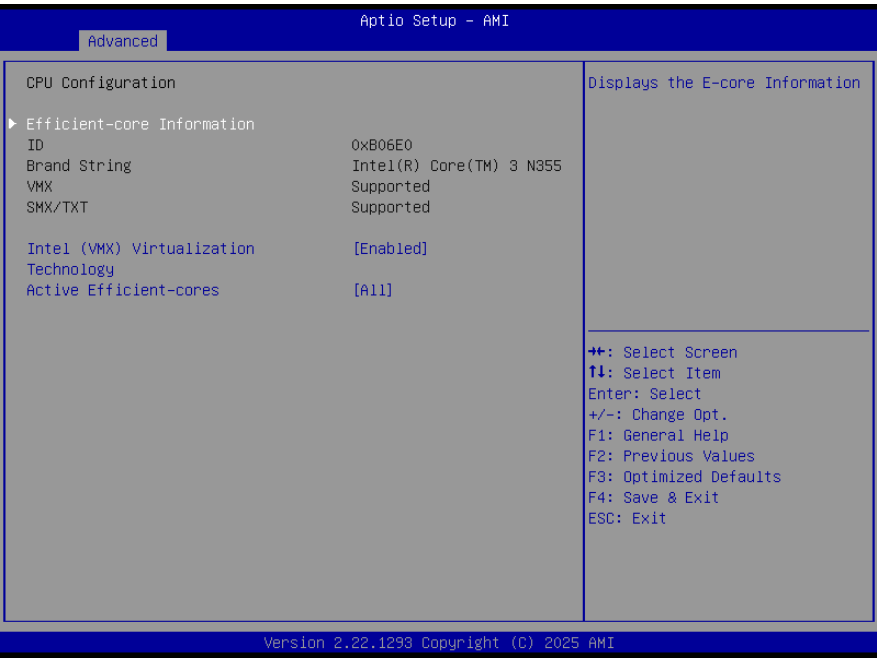 Aptio Setup – AMI
Advanced
CPU Configuration
Efficient-core Information
ID 0xB06E0
Brand String Intel(R) Core(TM) 3 N355
VMX Supported
SMX/TXT Supported
Intel (VMX) Virtualization [Enabled]
Technology
Active Efficient-cores [All]
Displays the E-core Information
→←: Select Screen
↑↓: Select Item
Enter: Select
+/-: Change Opt.
F1: General Help
F2: Previous Values
F3: Optimized Defaults
F4: Save & Exit
ESC: Exit
Version 2.22.1293 Copyright (C) 2025 AMI